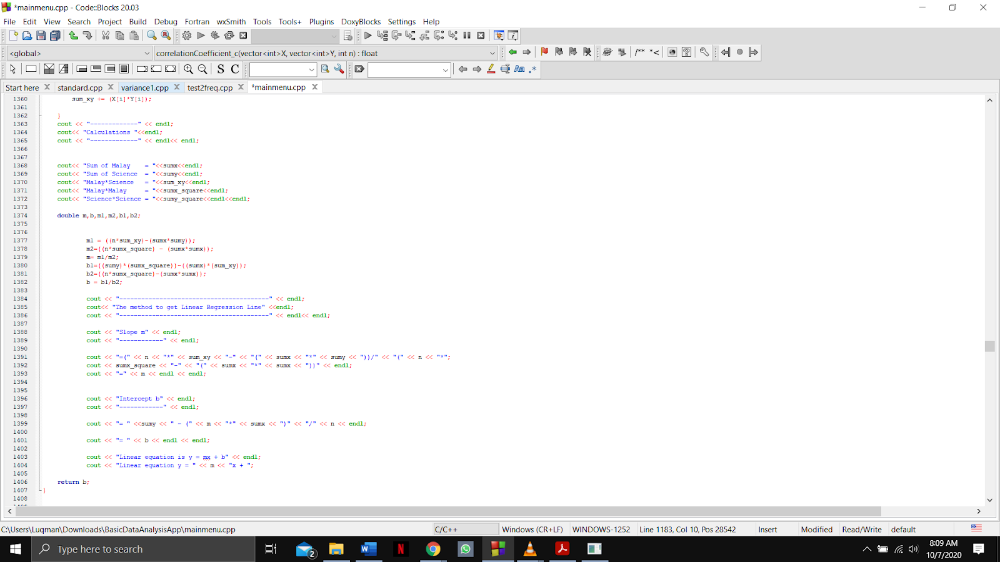 *mainmenu.cpp - Code::Blocks 20.03
File Edit View Search Project Build Debug Fortran wxSmith Tools Tools+ Plugins DoxyBlocks Settings Help
<global> correlationCoefficient_c(vector<int>X, vector<int>Y, int n) : float
Start here standard.cpp variance1.cpp test2freq.cpp *mainmenu.cpp
1360 sum_xy += (X[i]*Y[i]);
1361
1362 }
1363 cout << "-------------" << endl;
1364 cout<< "Calculations "<<endl;
1365 cout << "-------------" << endl<< endl;
1366
1367
1368 cout<< "Sum of Malay    = "<<sumx<<endl;
1369 cout<< "Sum of Science  = "<<sumy<<endl;
1370 cout<< "Malay*Science   = "<<sum_xy<<endl;
1371 cout<< "Malay*Malay     = "<<sumx_square<<endl;
1372 cout<< "Science*Science = "<<sumy_square<<endl<<endl;
1373
1374 double m,b,m1,m2,b1,b2;
1375
1376
1377 m1 = ((n*sum_xy)-(sumx*sumy));
1378 m2=((n*sumx_square) - (sumx*sumx));
1379 m= m1/m2;
1380 b1=((sumy)*(sumx_square))-((sumx)*(sum_xy));
1381 b2=((n*sumx_square)-(sumx*sumx));
1382 b = b1/b2;
1383
1384 cout << "-----------------------------------------" << endl;
1385 cout<< "The method to get Linear Regression Line" <<endl;
1386 cout << "-----------------------------------------" << endl<< endl;
1387
1388 cout << "Slope m" << endl;
1389 cout << "------------" << endl;
1390
1391 cout << "=(" << n << "*" << sum_xy << "-" << "(" << sumx << "*" << sumy << "))/" << "(" << n << "*";
1392 cout << sumx_square << "-" << "(" << sumx << "*" << sumx << "))" << endl;
1393 cout << "=" << m << endl << endl;
1394
1395
1396 cout << "Intercept b" << endl;
1397 cout << "------------" << endl;
1398
1399 cout << "= " <<sumy << " - (" << m << "*" << sumx << ")" << "/" << n << endl;
1400
1401 cout << "= " << b << endl << endl;
1402
1403 cout << "Linear equation is y = mx + b" << endl;
1404 cout << "Linear equation y = " << m << "x + ";
1405
1406 return b;
1407 }
1408
C:\Users\Luqman\Downloads\BasicDataAnalysisApp\mainmenu.cpp C/C++ Windows (CR+LF) WINDOWS-1252 Line 1183, Col 10, Pos 28542 Insert Modified Read/Write default
Type here to search 2 8:09 AM
10/7/2020